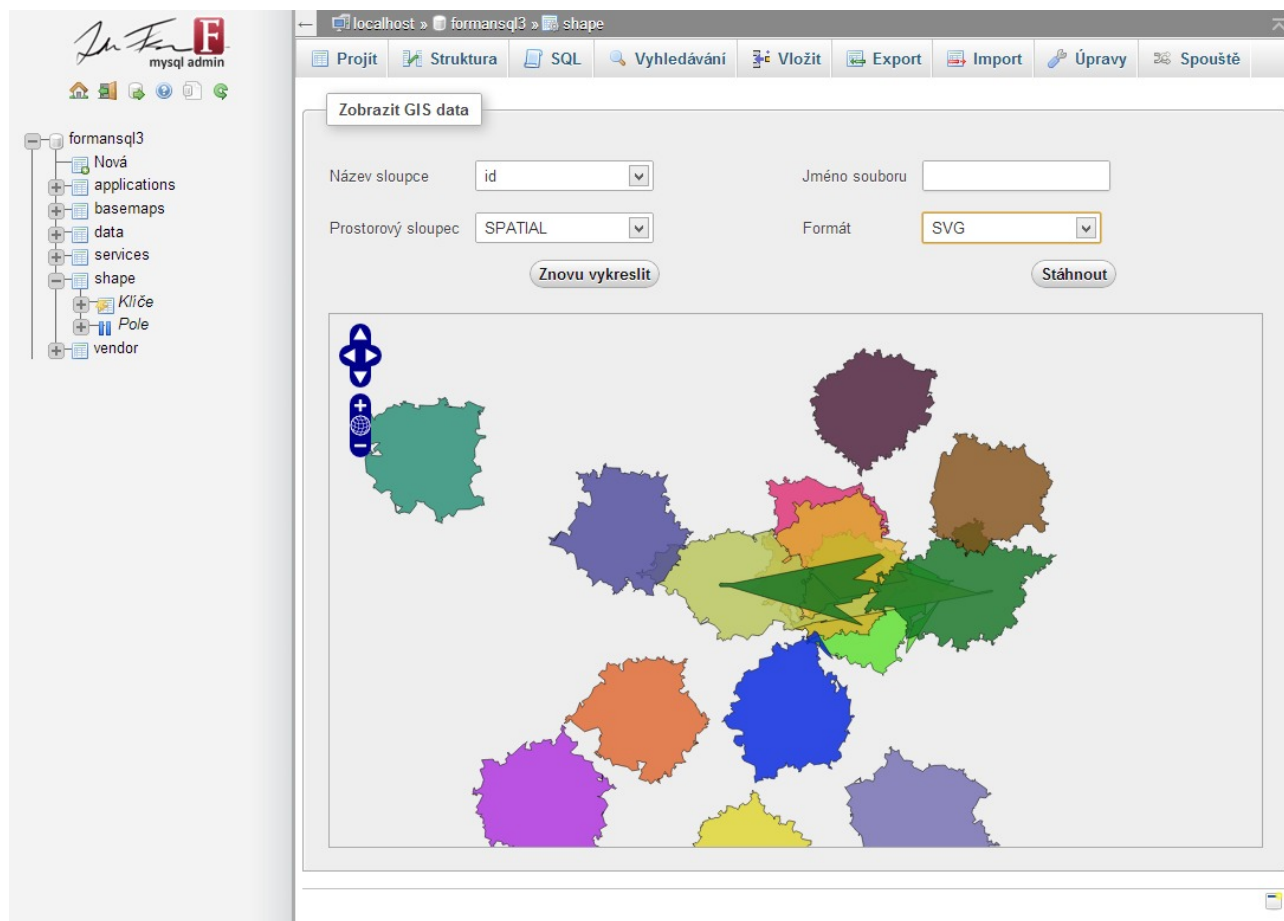 F
mysql admin
formansql3
Nová
applications
basemaps
data
services
shape
Klíče
Pole
vendor
← localhost » formansql3 » shape
Projít Struktura SQL Vyhledávání Vložit Export Import Úpravy Spouště
Zobrazit GIS data
Název sloupce id Jméno souboru
Prostorový sloupec SPATIAL Formát SVG
Znovu vykreslit Stáhnout